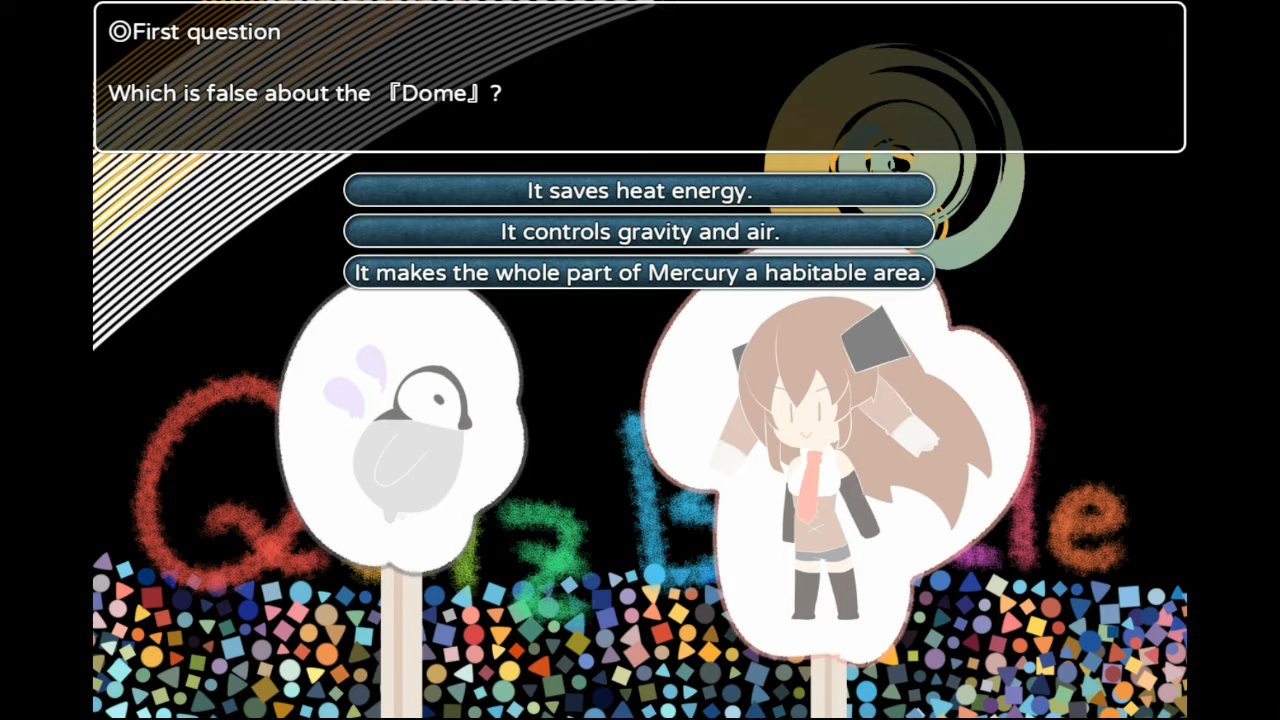 ◎First question
Which is false about the 『Dome』?
It saves heat energy.
It controls gravity and air.
It makes the whole part of Mercury a habitable area.